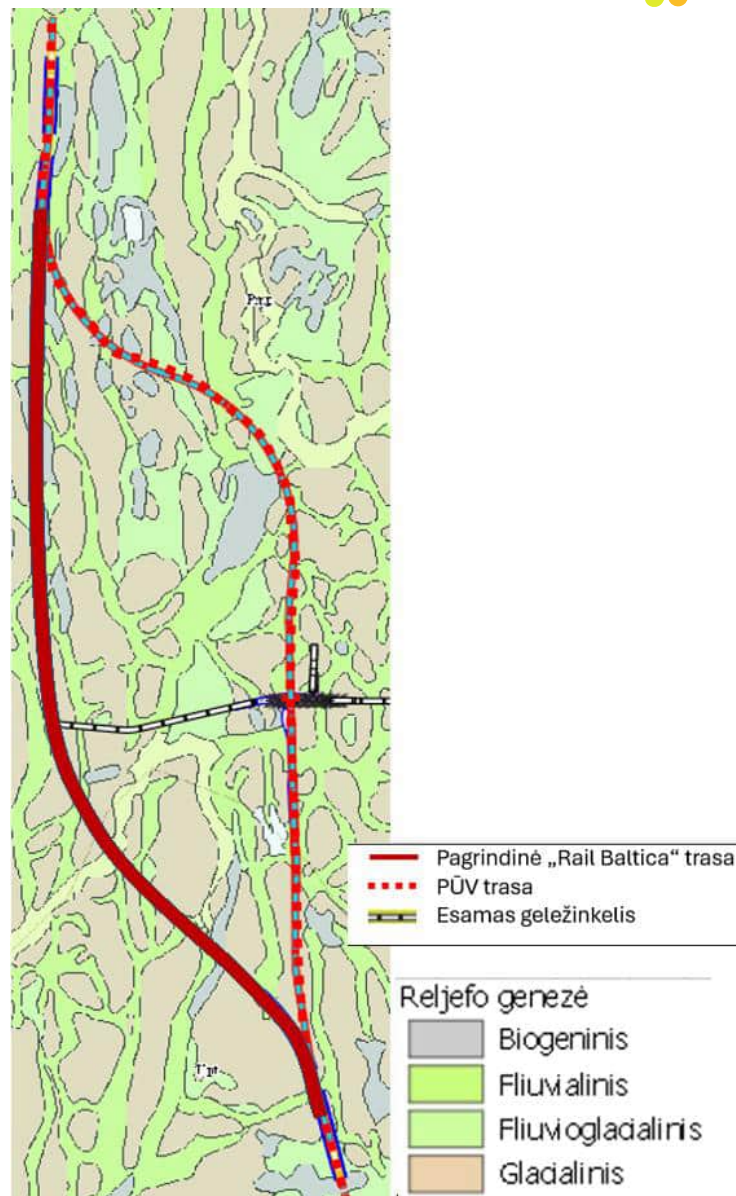 Pagrindinė „Rail Baltica“ trasa
PŪV trasa
Esamas geležinkelis
Reljefo genezė
Biogeninis
Fliuvialinis
Fliuvioglacialinis
Glacialinis